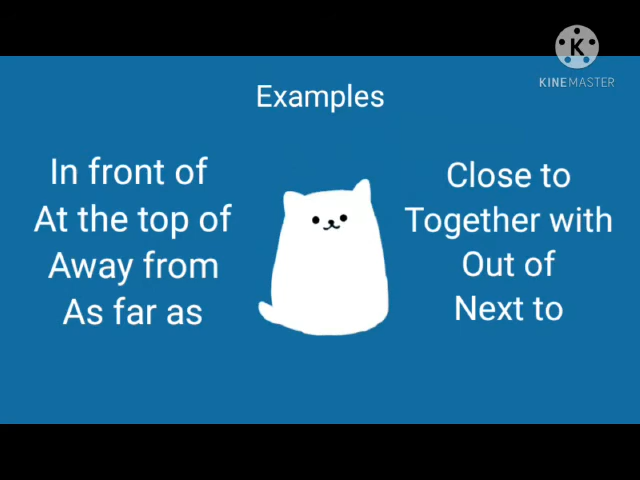 K
KINEMASTER
Examples
In front of
At the top of
Away from
As far as
Close to
Together with
Out of
Next to